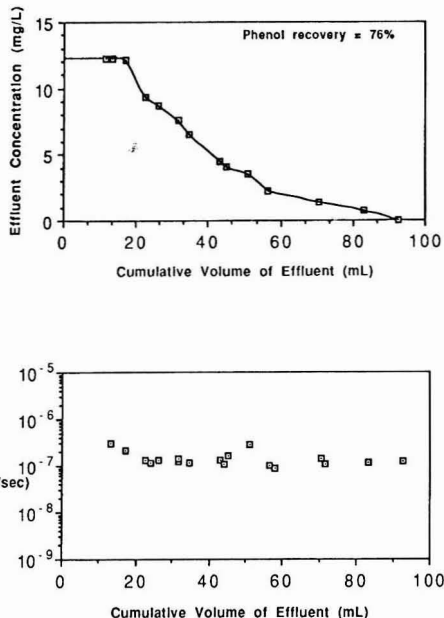 15
10
5
0
Effluent Concentration (mg/L)
Phenol recovery = 76%
0 20 40 60 80 100
Cumulative Volume of Effluent (mL)
10-5
10-6
10-7
/sec)
10-8
10-9
0 20 40 60 80 100
Cumulative Volume of Effluent (mL)